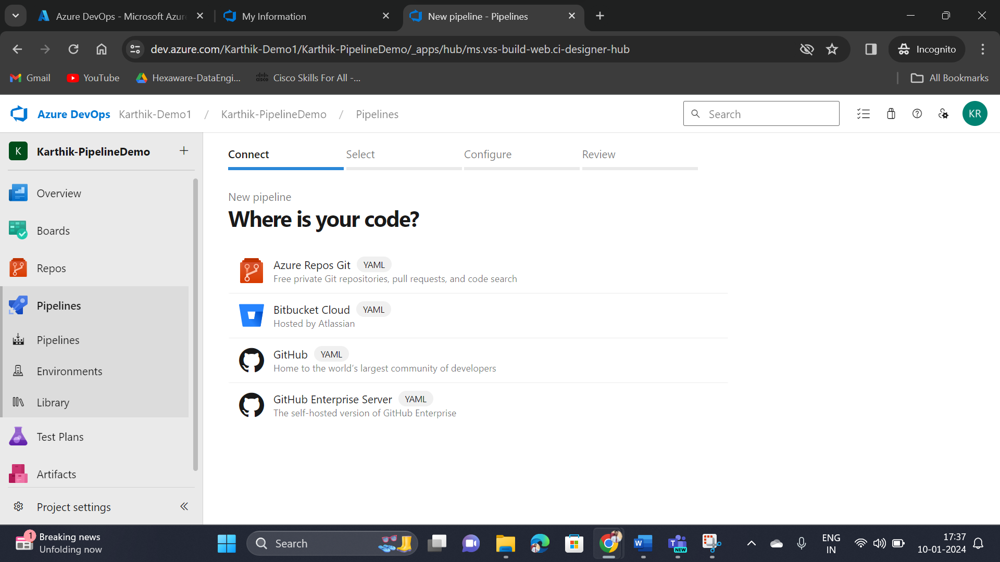 Azure DevOps - Microsoft Azure
My Information
New pipeline - Pipelines
dev.azure.com/Karthik-Demo1/Karthik-PipelineDemo/_apps/hub/ms.vss-build-web.ci-designer-hub
Incognito
Gmail
YouTube
Hexaware-DataEngi...
Cisco Skills For All -...
All Bookmarks
Azure DevOps
Karthik-Demo1
/
Karthik-PipelineDemo
/
Pipelines
Search
KR
K
Karthik-PipelineDemo
Overview
Boards
Repos
Pipelines
Pipelines
Environments
Library
Test Plans
Artifacts
Project settings
Connect
Select
Configure
Review
New pipeline
Where is your code?
Azure Repos Git YAML
Free private Git repositories, pull requests, and code search
Bitbucket Cloud YAML
Hosted by Atlassian
GitHub YAML
Home to the world's largest community of developers
GitHub Enterprise Server YAML
The self-hosted version of GitHub Enterprise
1
Breaking news
Unfolding now
Search
NEW
ENG
IN
17:37
10-01-2024